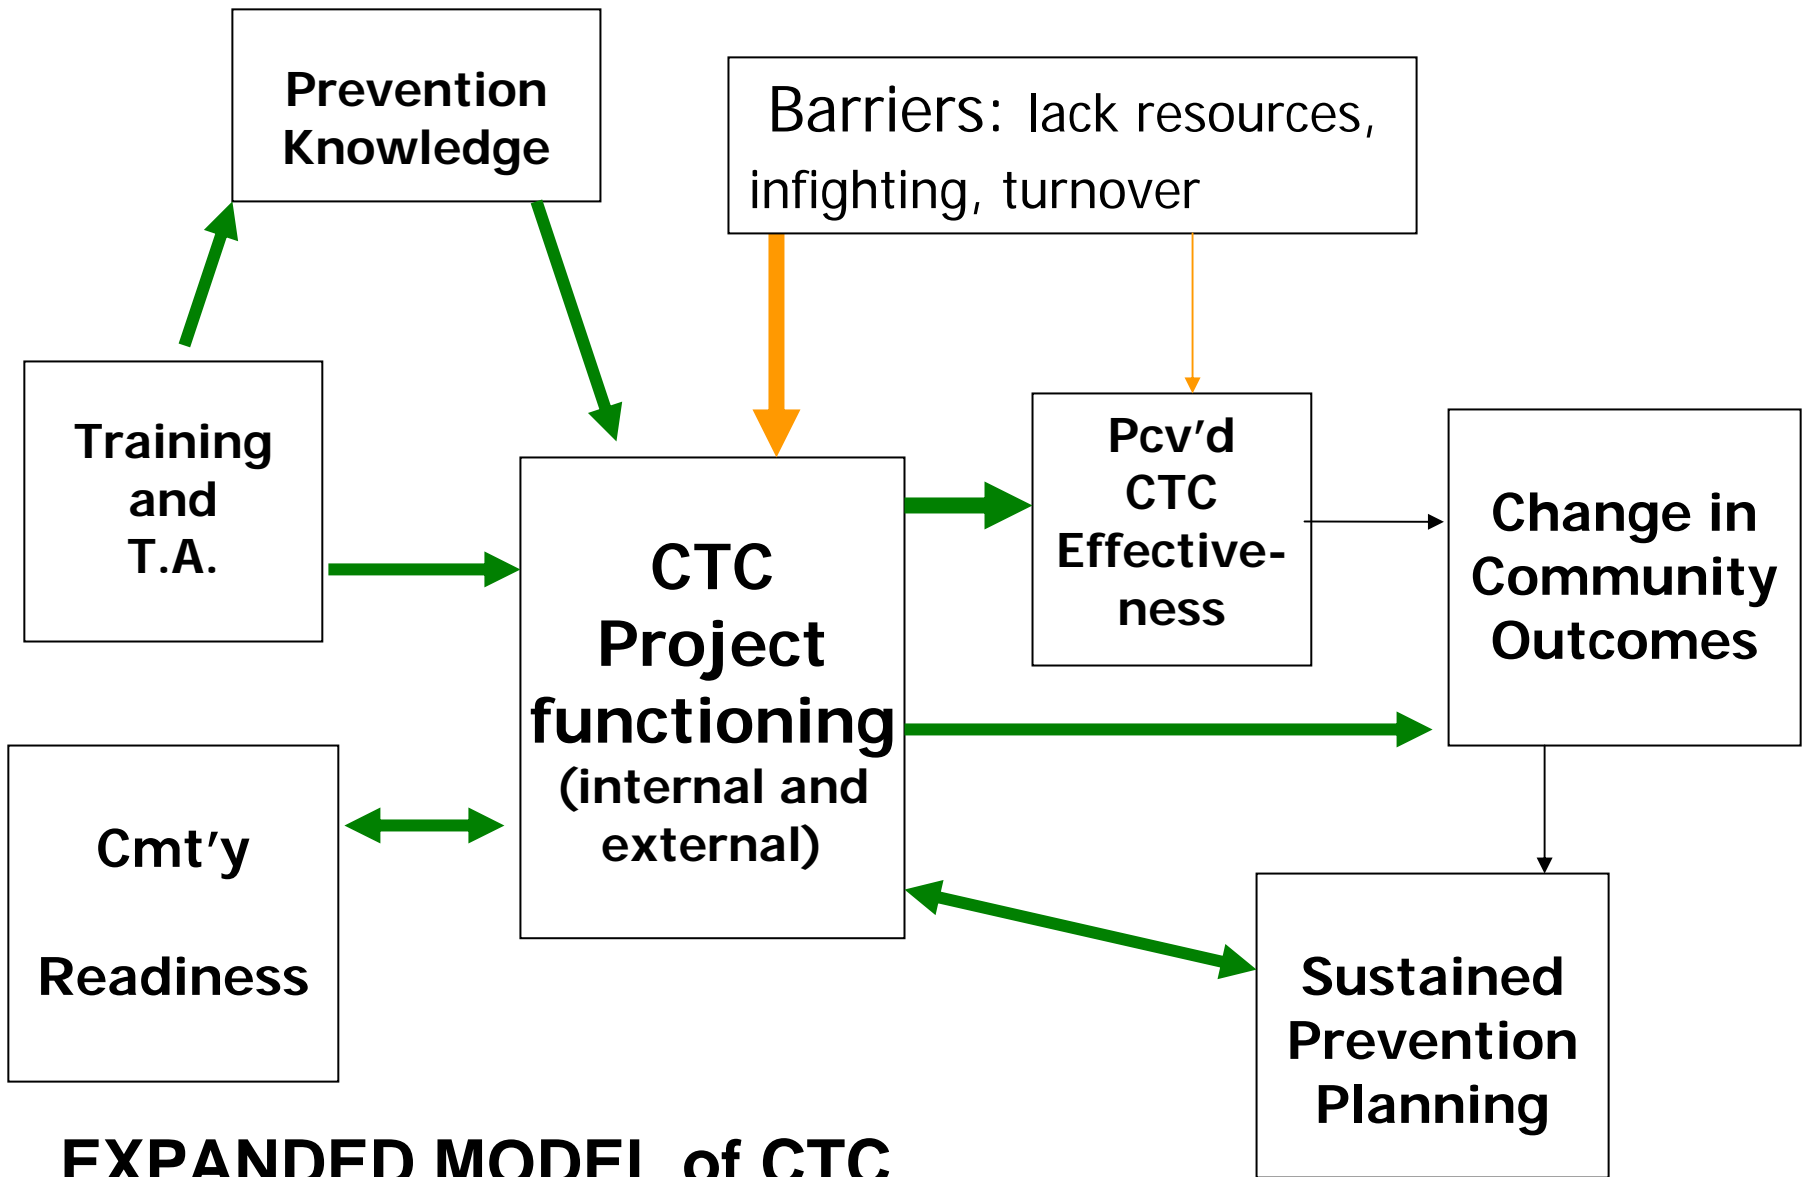 Prevention
Knowledge
Barriers: lack resources,
infighting, turnover
Training
and
T.A.
Pcv'd
CTC
Effective-
ness
Change in
Community
Outcomes
CTC
Project
functioning
(internal and
external)
Cmt'y
Readiness
Sustained
Prevention
Planning
EXPANDED MODEL of CTC